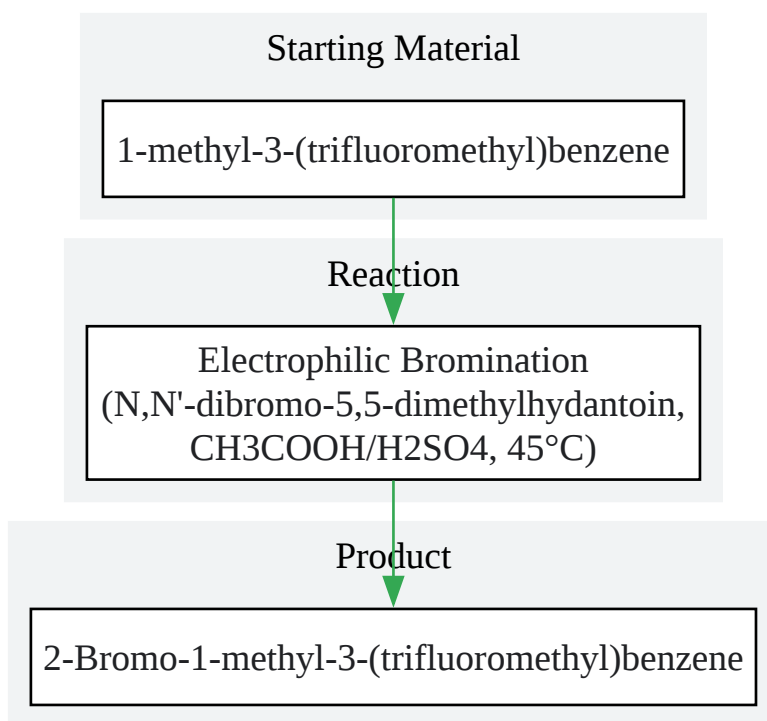 Starting Material
1-methyl-3-(trifluoromethyl)benzene
Reaction
Electrophilic Bromination
(N,N'-dibromo-5,5-dimethylhydantoin,
CH3COOH/H2SO4, 45°C)
Product
2-Bromo-1-methyl-3-(trifluoromethyl)benzene